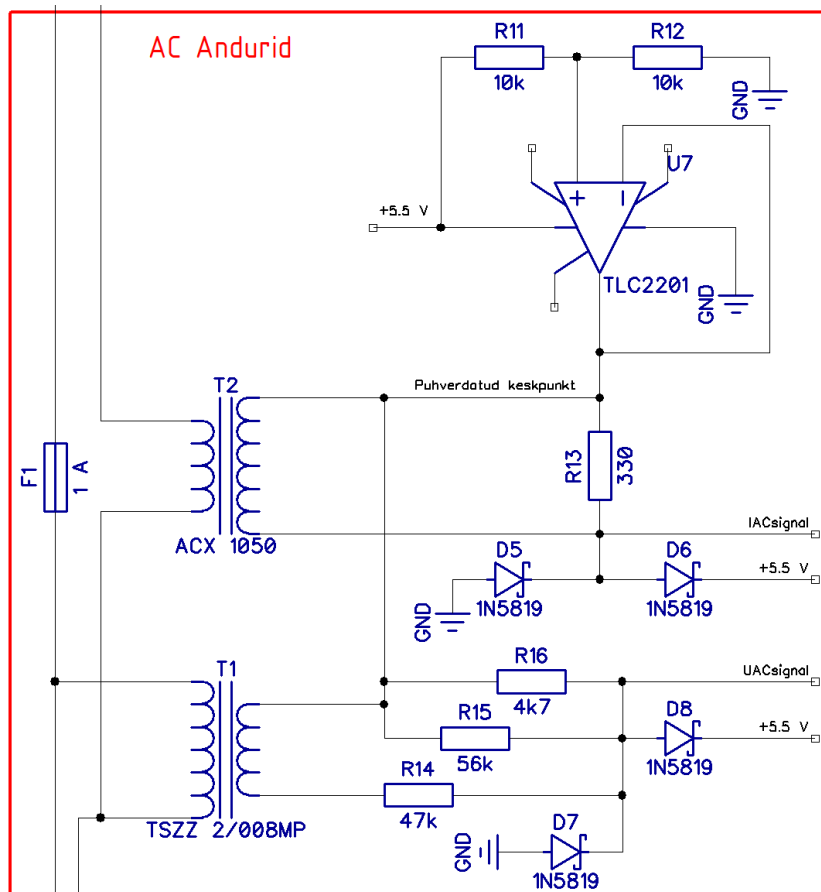 AC Andurid
R11
10k
R12
10k
GND
U7
+5.5 V
TLC2201
GND
T2
Puhverdatud keskpunkt
F1
1 A
R13
330
ACX 1050
IACsignal
D5
1N5819
D6
1N5819
+5.5 V
GND
T1
R16
4k7
UACsignal
R15
56k
D8
1N5819
+5.5 V
R14
47k
TSZZ 2/008MP
D7
1N5819
GND
+
-